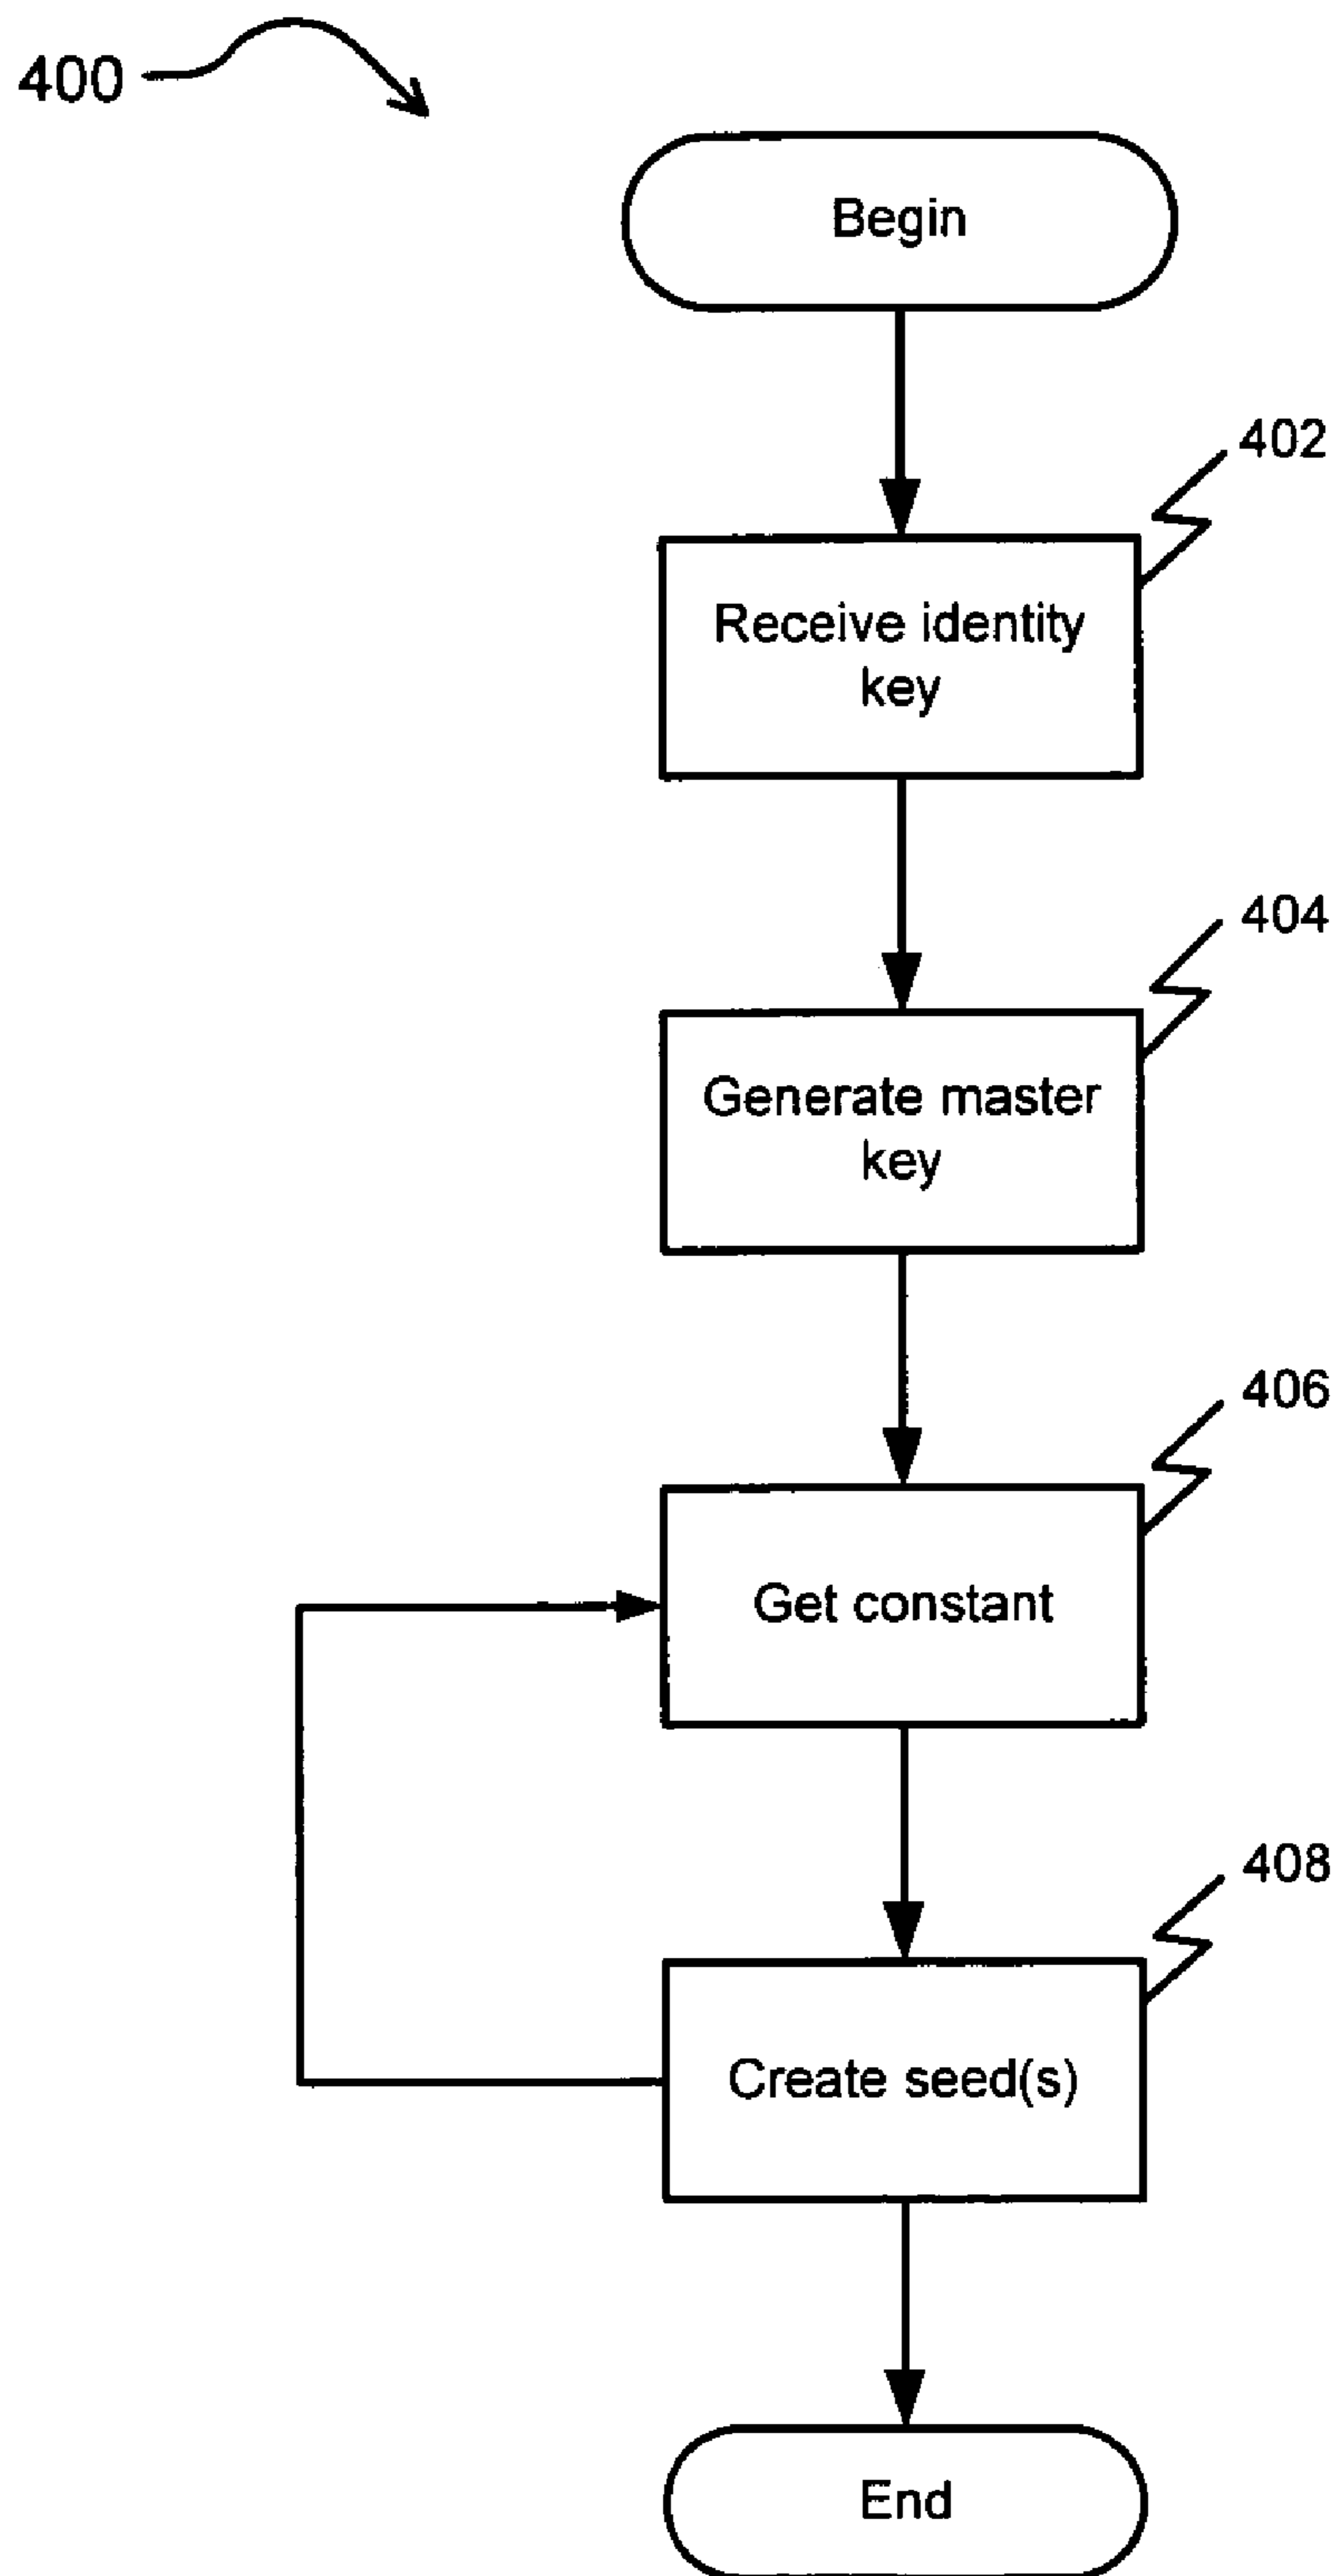 400
Begin
402
Receive identity
key
404
Generate master
key
406
Get constant
408
Create seed(s)
End